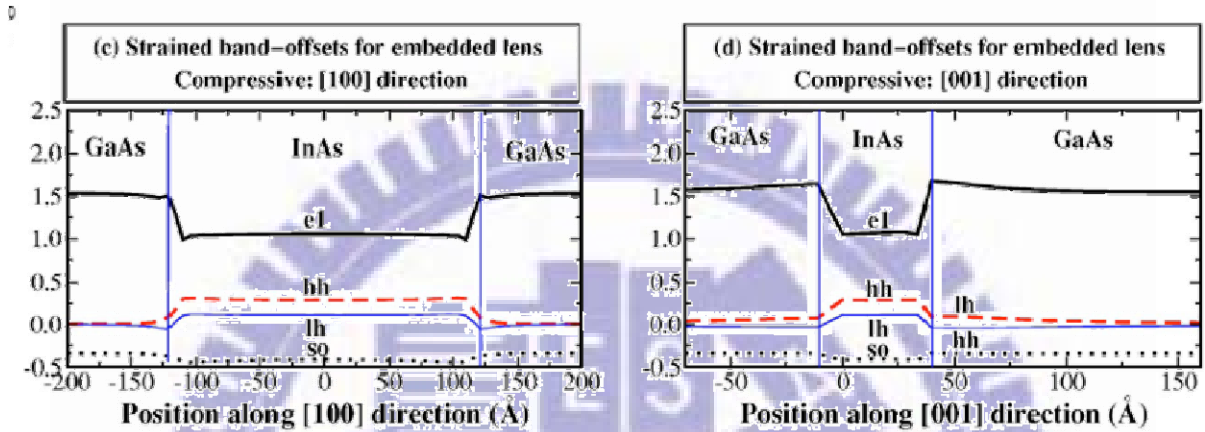 (c) Strained band-offsets for embedded lens
Compressive: [100] direction
2.5
2.0
1.5
1.0
0.5
0.0
-0.5
GaAs
InAs
GaAs
e1
hh
lh
so
-200 -150 -100 -50 0 50 100 150 200
Position along [100] direction (Å)
(d) Strained band-offsets for embedded lens
Compressive: [001] direction
2.5
2.0
1.5
1.0
0.5
0.0
-0.5
GaAs
InAs
GaAs
e1
hh
lh
lh
hh
so
-50 0 50 100 150
Position along [001] direction (Å)